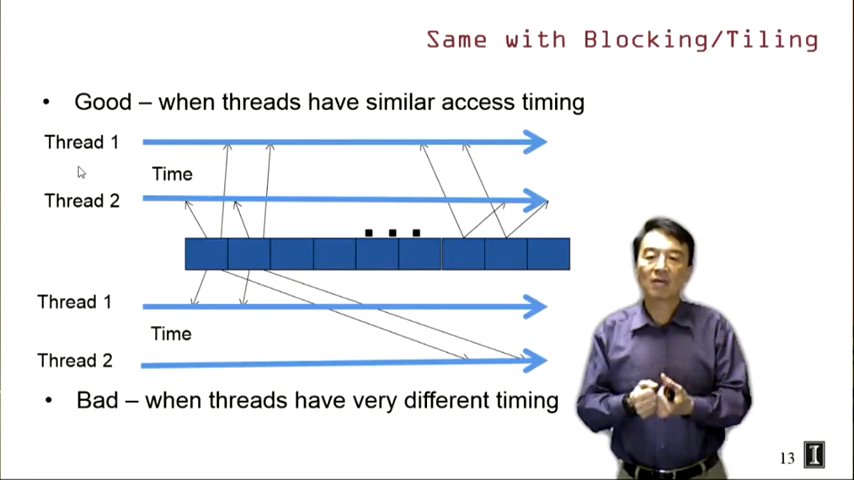 Same with Blocking/Tiling
• Good – when threads have similar access timing
Thread 1
Time
Thread 2
Thread 1
Time
Thread 2
• Bad – when threads have very different timing
13 I